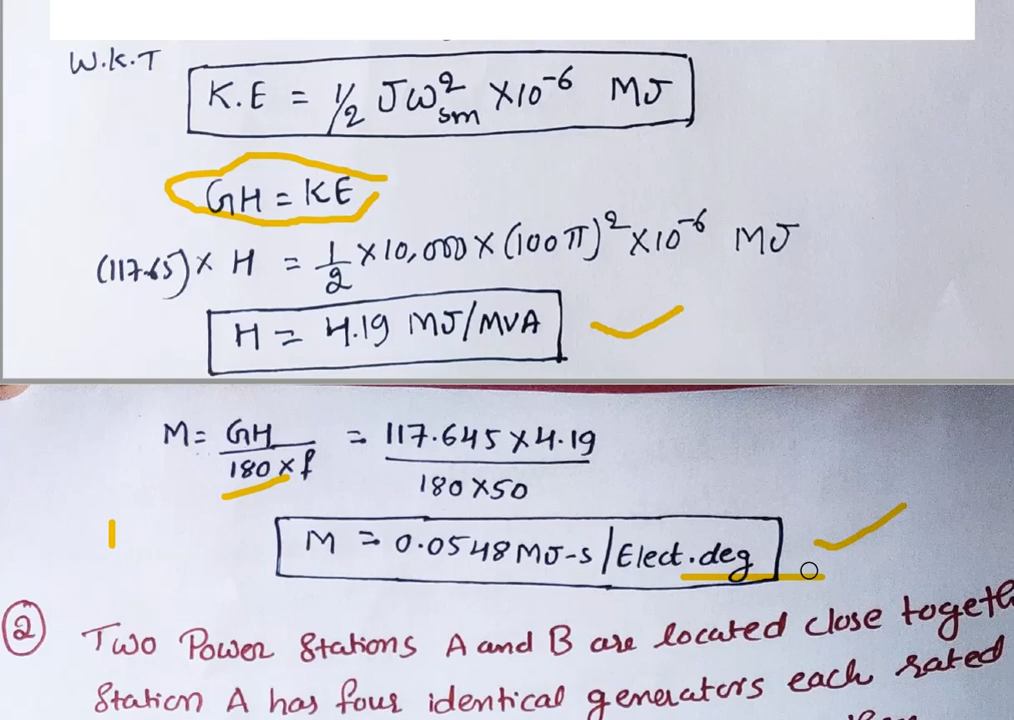 W.K.T
K.E = 1/2 Jω²sm ×10⁻⁶ MJ
GH = KE
(117.65) × H = 1/2 ×10,000 × (100π)² ×10⁻⁶ MJ
H = 4.19 MJ/MVA
M = GH/180×f = 117.645×4.19/180×50
M = 0.0548 MJ-s/Elect.deg
② Two Power Stations A and B are located close togethe
Station A has four identical generators each rated